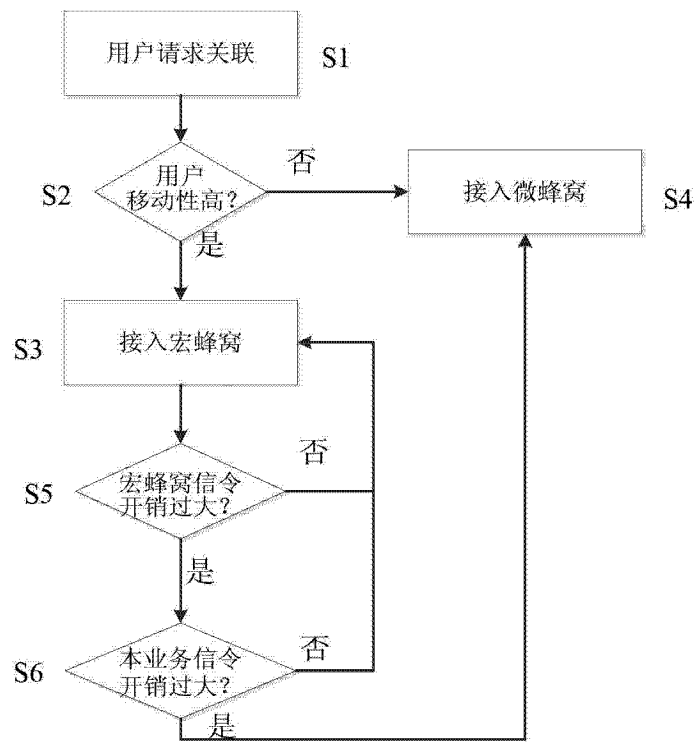 用户请求关联
S1
用户
移动性高?
S2
否
接入微蜂窝
S4
是
接入宏蜂窝
S3
否
宏蜂窝信令
开销过大?
S5
是
本业务信令
开销过大?
S6
否
是